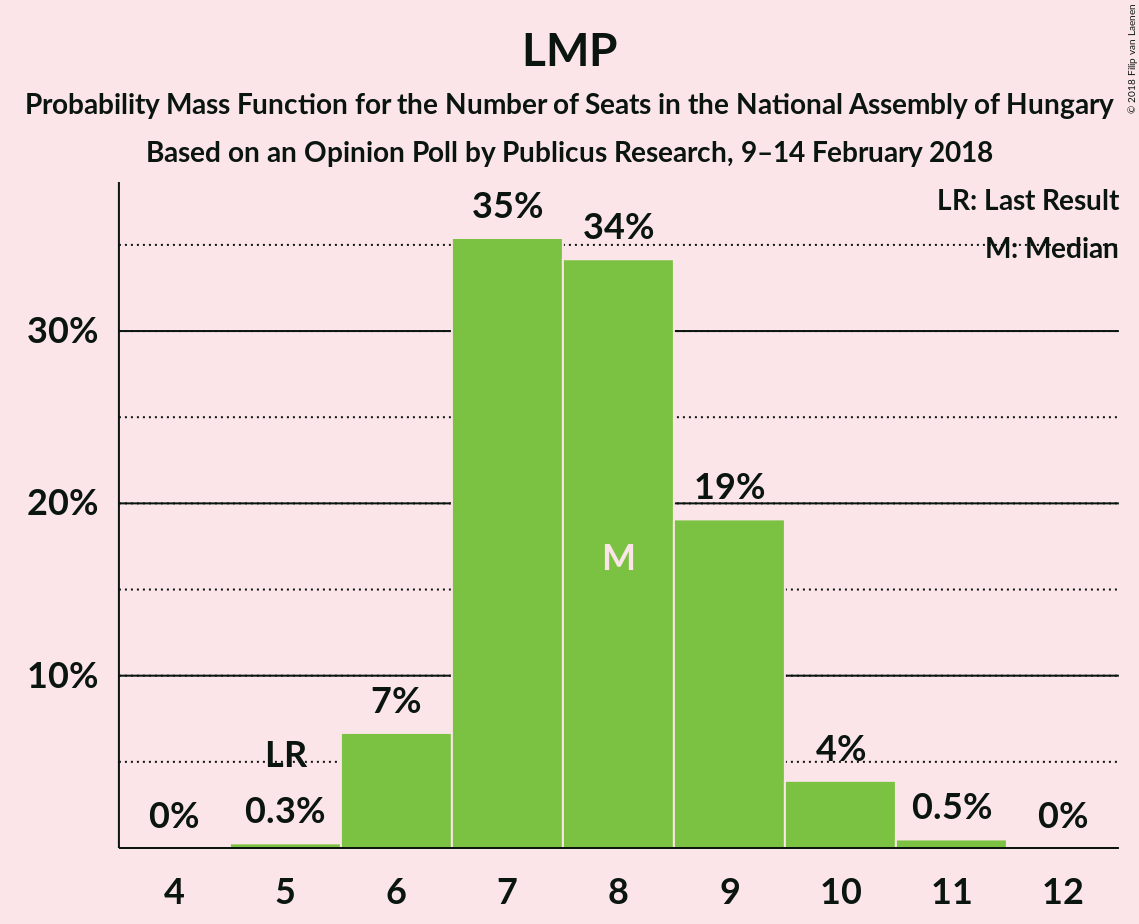 LMP
Probability Mass Function for the Number of Seats in the National Assembly of Hungary
Based on an Opinion Poll by Publicus Research, 9–14 February 2018
© 2018 Filip van Laenen
LR: Last Result
M: Median
35%
34%
30%
20%
19%
M
10%
7%
LR
4%
0%
0.3%
0.5%
0%
4 5 6 7 8 9 10 11 12